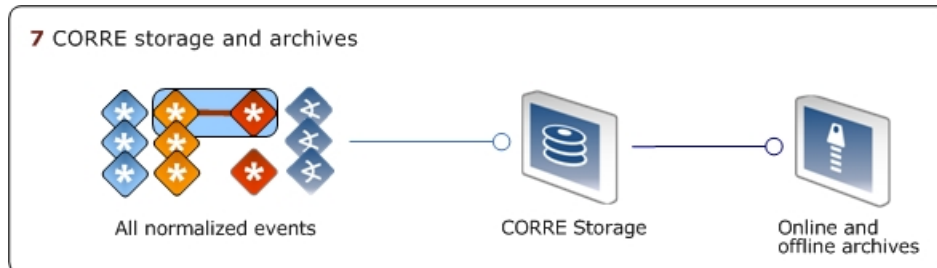 7 CORRE storage and archives
All normalized events
CORRE Storage
Online and
offline archives